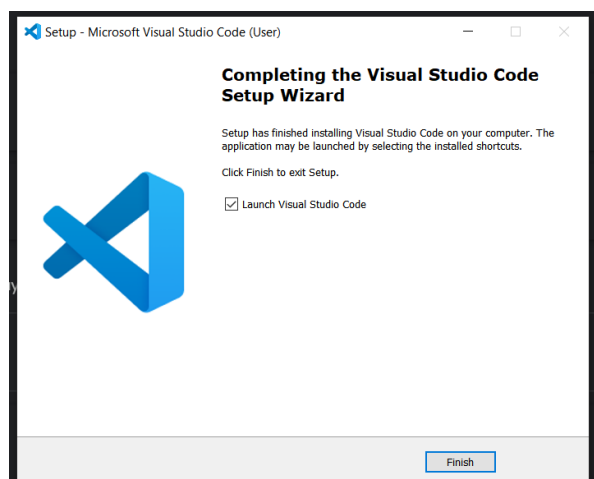 Setup - Microsoft Visual Studio Code (User)
Completing the Visual Studio Code
Setup Wizard
Setup has finished installing Visual Studio Code on your computer. The
application may be launched by selecting the installed shortcuts.
Click Finish to exit Setup.
Launch Visual Studio Code
Finish